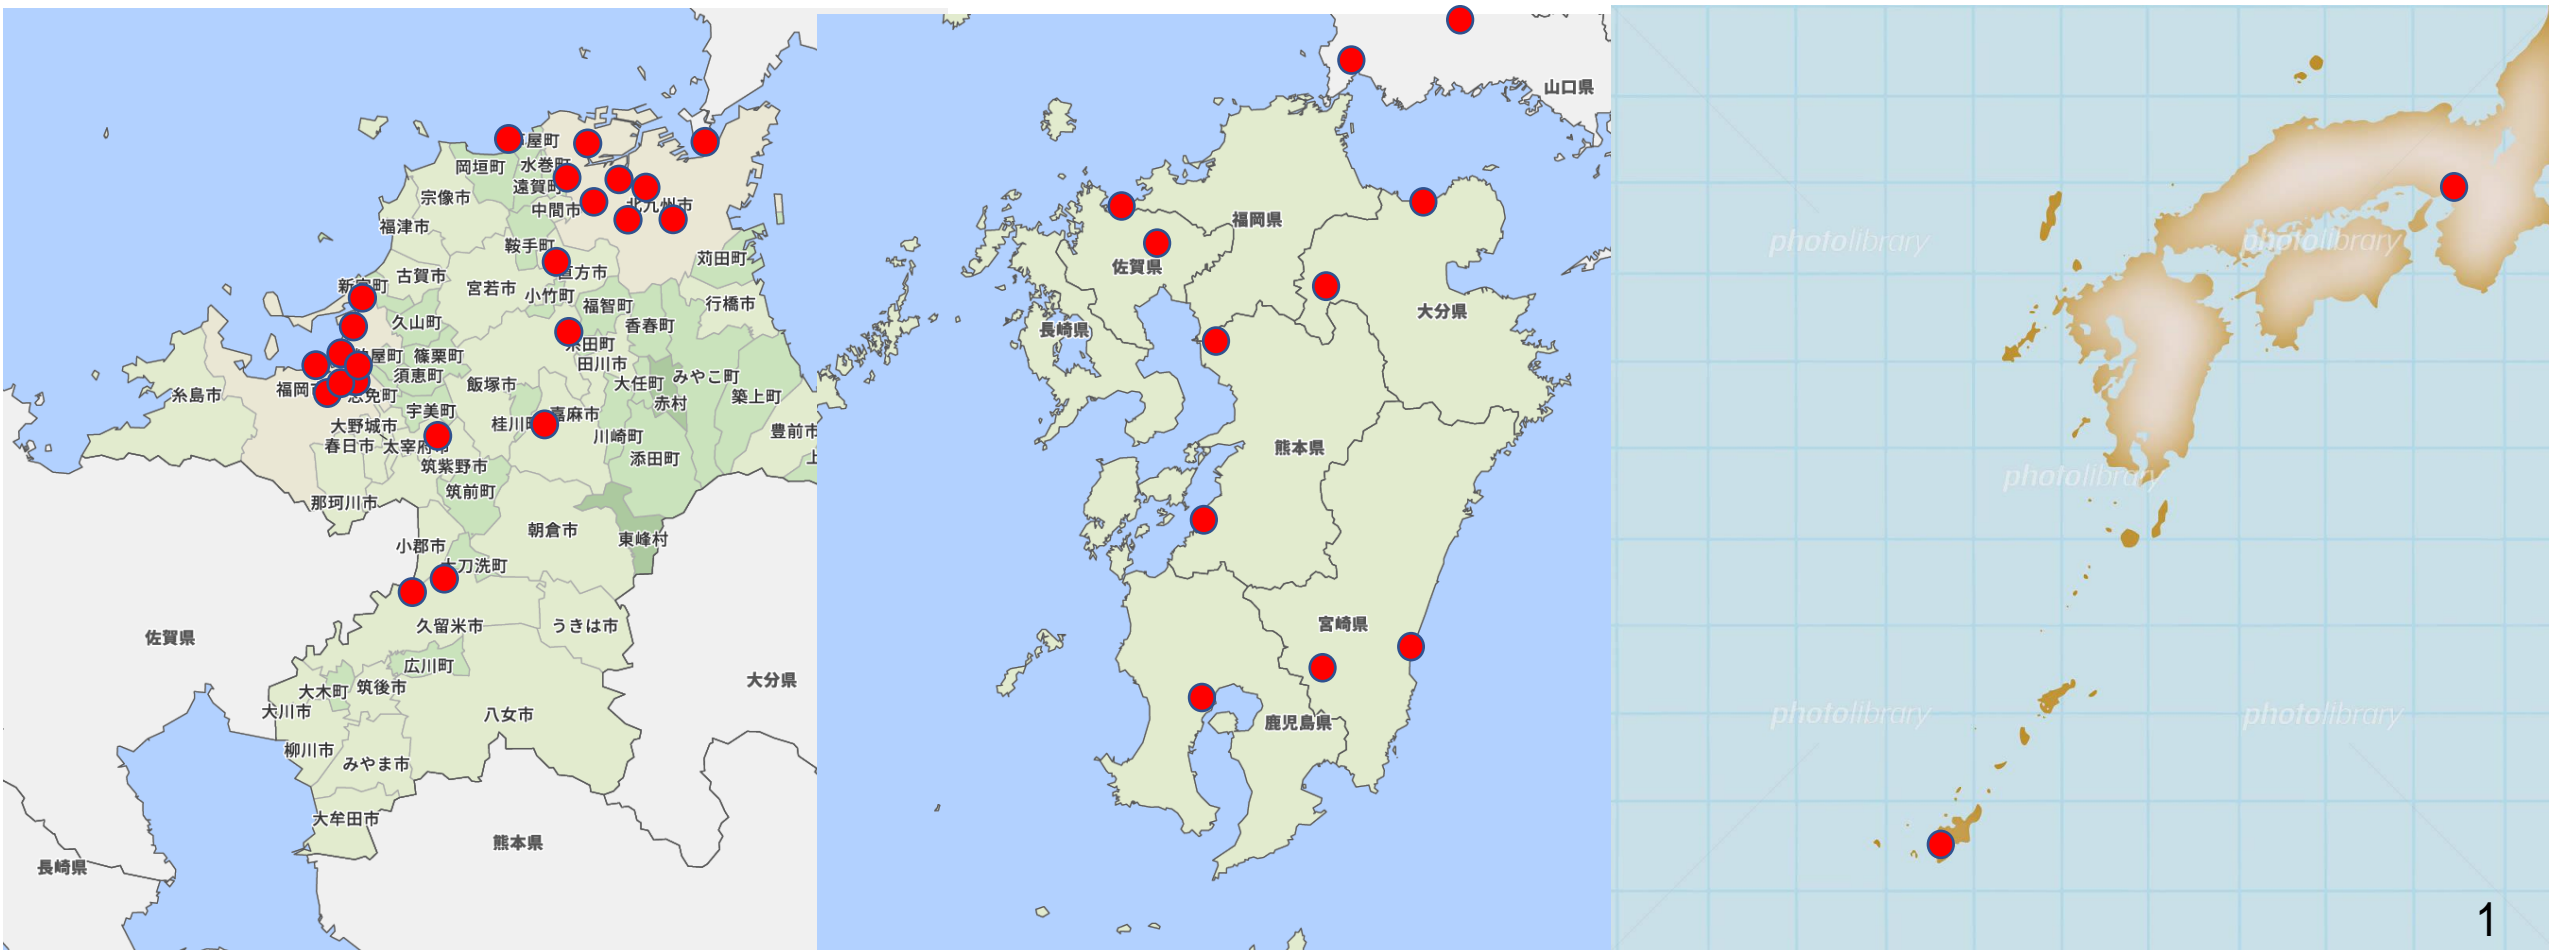 屋町
岡垣町
水巻町
遠賀町
宗像市
中間市
北九州市
福津市
鞍手町
苅田町
古賀市
直方市
新宮町
宮若市
小竹町
福智町
行橋市
久山町
香春町
糸田町
屋町
篠栗町
田川市
須恵町
みやこ町
飯塚市
大任町
福岡
糸島市
志免町
赤村
築上町
宇美町
嘉麻市
桂川町
大野城市
川崎町
豊前市
春日市
太宰府市
添田町
上
筑紫野市
筑前町
那珂川市
朝倉市
東峰村
小郡市
大刀洗町
久留米市
うきは市
佐賀県
広川町
大分県
大木町
筑後市
大川市
八女市
柳川市
みやま市
大牟田市
熊本県
長崎県
山口県
福岡県
佐賀県
大分県
長崎県
熊本県
宮崎県
鹿児島県
photolibrary
photolibrary
photolibrary
photolibrary
photolibrary
1